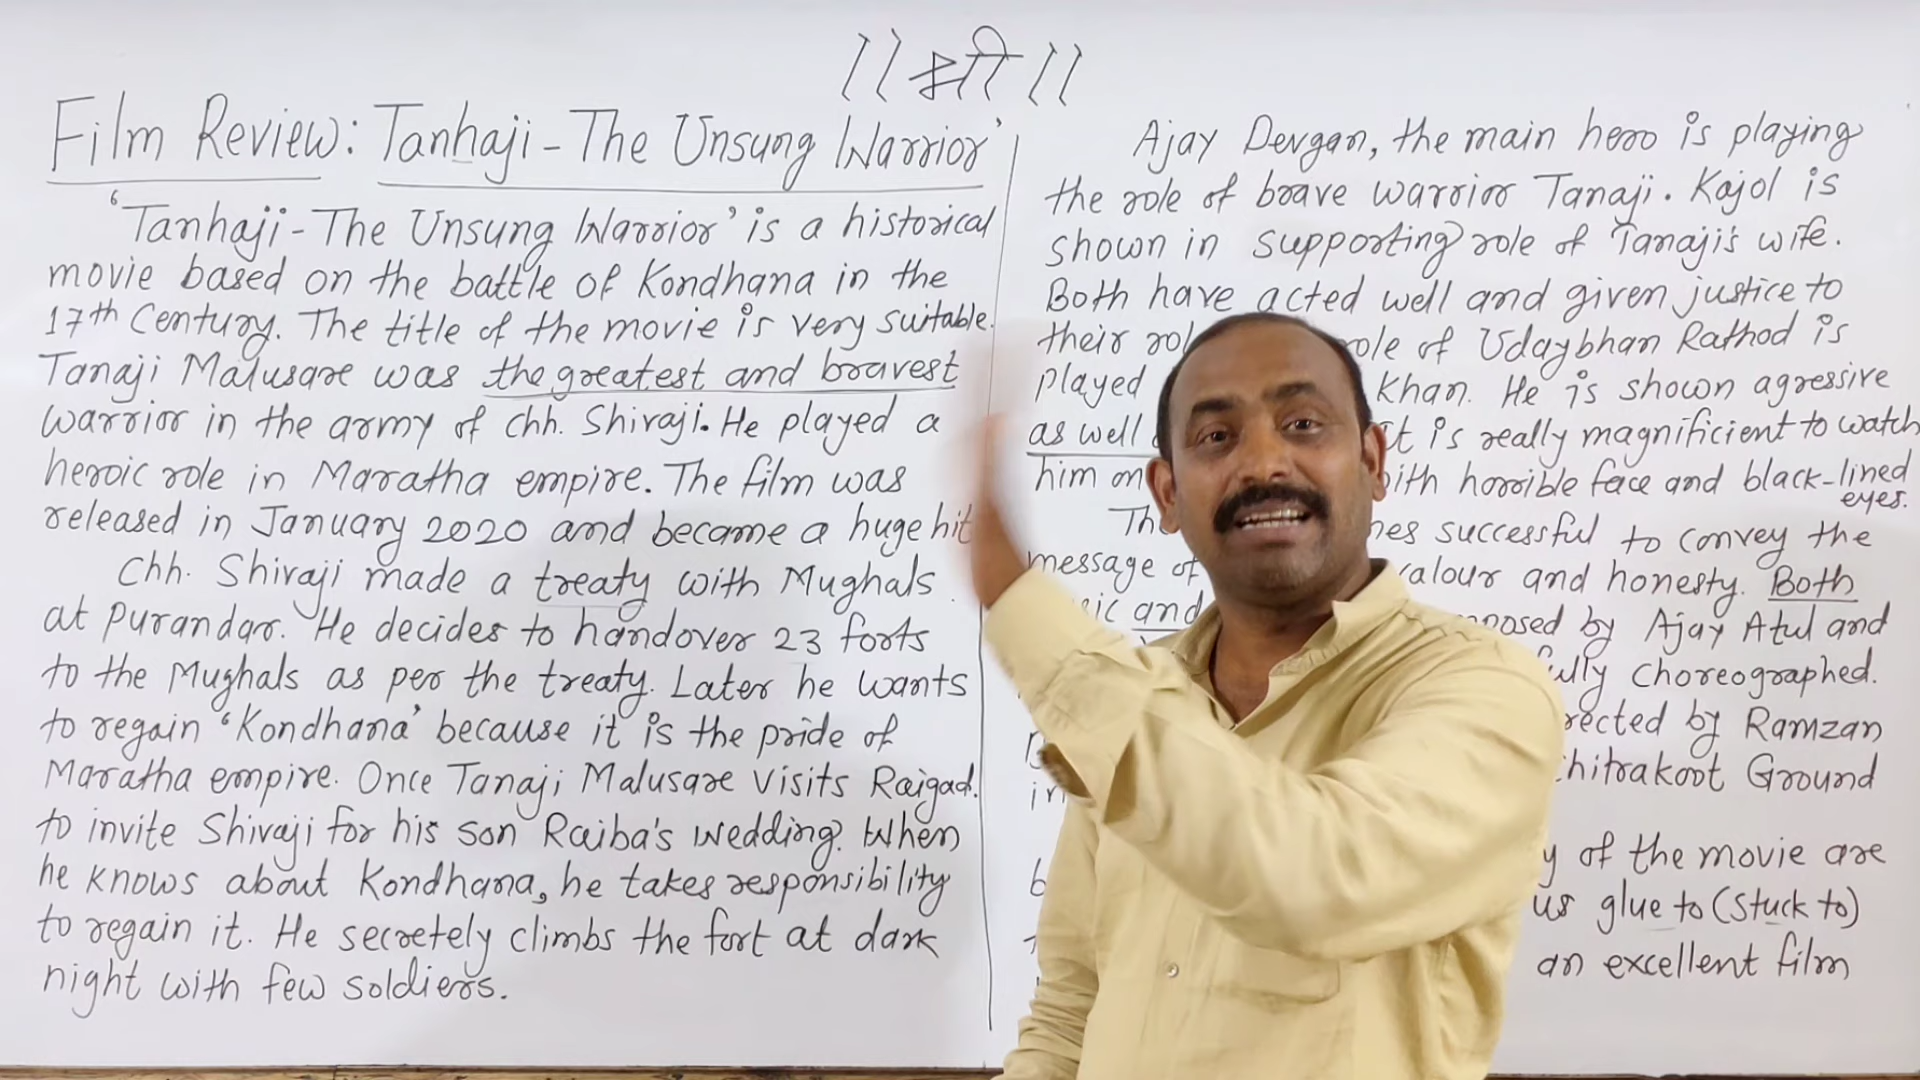 ।। श्री ।।
Film Review: Tanhaji - The Unsung Warrior'
'Tanhaji - The Unsung Warrior' is a historical
movie based on the battle of Kondhana in the
17th Century. The title of the movie is very suitable.
Tanaji Malusare was the greatest and bravest
warrior in the army of chh. Shivaji. He played a
heroic role in Maratha empire. The film was
released in January 2020 and became a huge hit
Chh. Shivaji made a treaty with Mughals
at Purandar. He decides to handover 23 forts
to the Mughals as per the treaty. Later he wants
to regain 'Kondhana' because it is the pride of
Maratha empire. Once Tanaji Malusare visits Raigad.
to invite Shivaji for his son Raiba's wedding. When
he knows about Kondhana, he takes responsibility
to regain it. He secretely climbs the fort at dark
night with few soldiers.
Ajay Devgan, the main hero is playing
the role of brave warrior Tanaji. Kajol is
shown in supporting role of Tanaji's wife.
Both have acted well and given justice to
their of Udaybhan Rathod is
played Khan. He is shown agressive
as well it is really magnificient to watch
him on with horrible face and black-lined
eyes.
successful to convey the
message of valour and honesty. Both
and by Ajay Atul and
choreographed.
by Ramzan
Chitrakoot Ground
in
of the movie are
us glue to (stuck to)
an excellent film